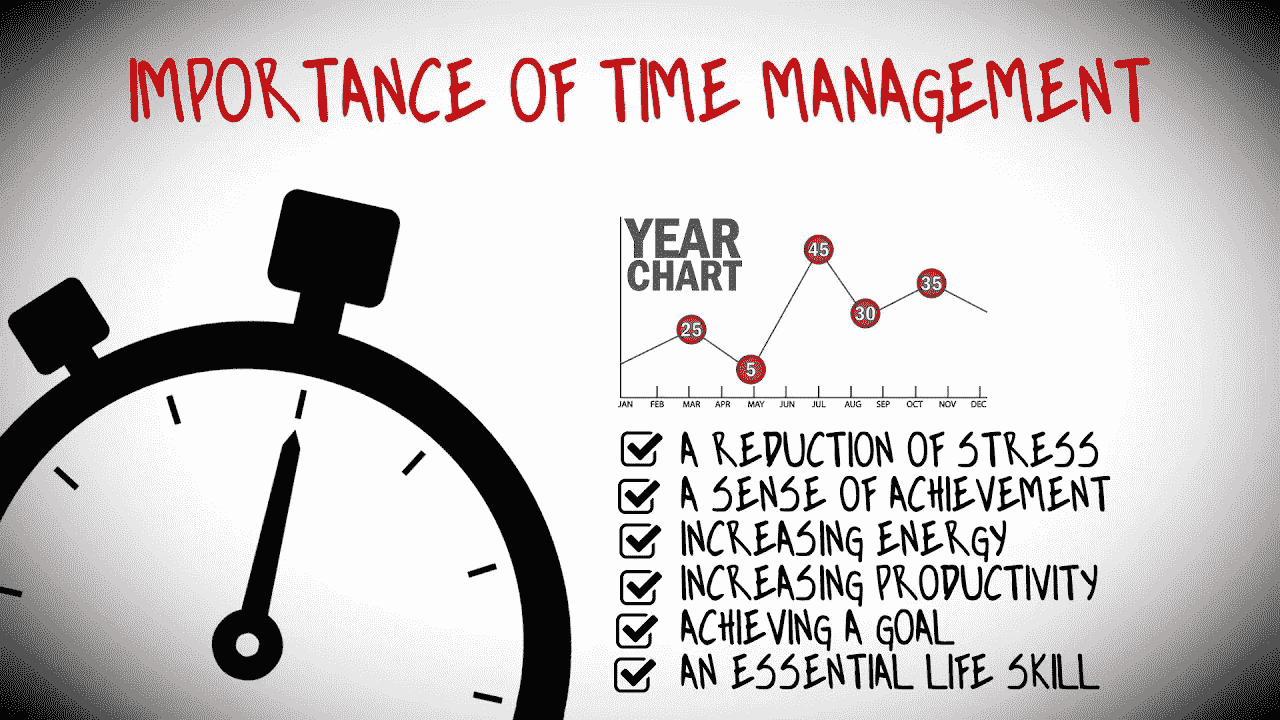 IMPORTANCE OF TIME MANAGEMENT
YEAR
CHART
45
35
30
25
5
JAN FEB MAR APR MAY JUN JUL AUG SEP OCT NOV DEC
A REDUCTION OF STRESS
A SENSE OF ACHIEVEMENT
INCREASING ENERGY
INCREASING PRODUCTIVITY
ACHIEVING A GOAL
AN ESSENTIAL LIFE SKILL